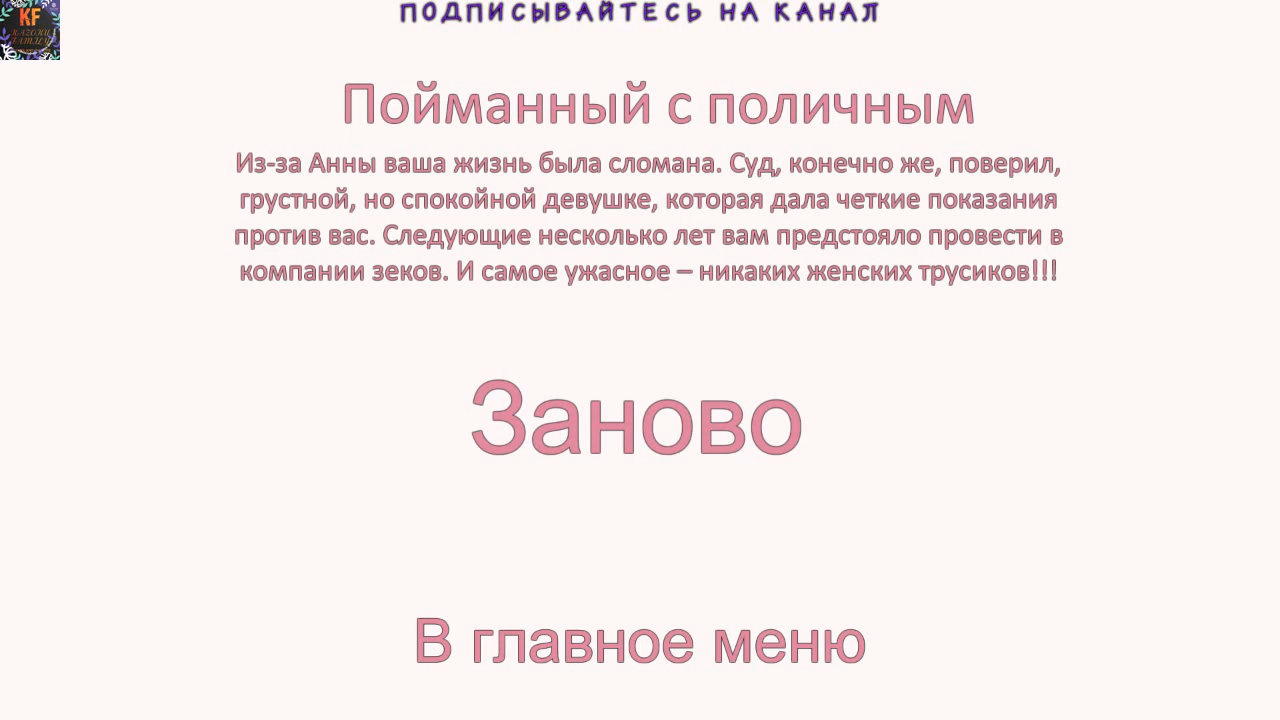 ПОДПИСЫВАЙТЕСЬ НА КАНАЛ
KF
Пойманный с поличным
Из-за Анны ваша жизнь была сломана. Суд, конечно же, поверил,
грустной, но спокойной девушке, которая дала четкие показания
против вас. Следующие несколько лет вам предстояло провести в
компании зеков. И самое ужасное – никаких женских трусиков!!!
Заново
В главное меню